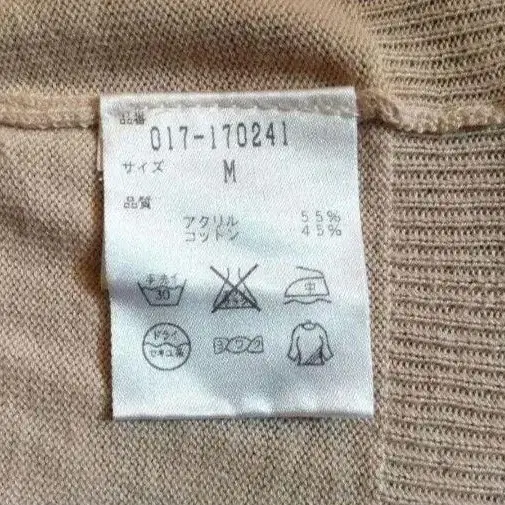 品番
017-170241
サイズ M
品質
アクリル 55%
コットン 45%
手洗イ
30
中
ドライ
セキユ系